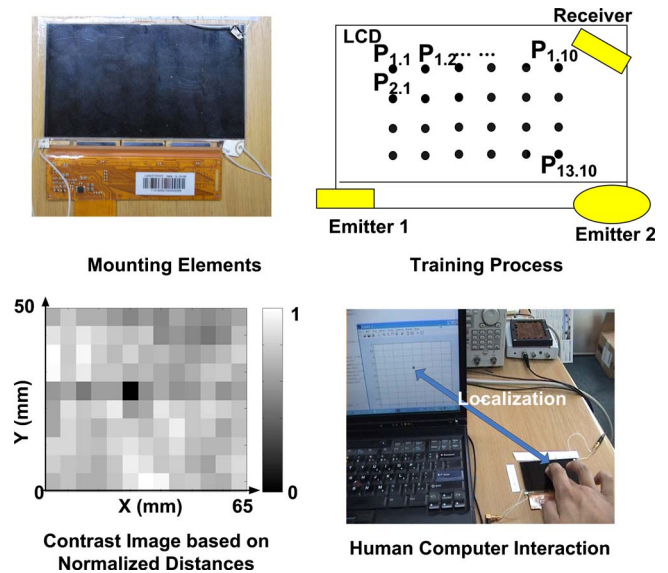 Receiver
LCD
P1.1 P1.2 ... ... P1.10
P2.1
P13.10
Emitter 1
Emitter 2
Mounting Elements
Training Process
50
1
Y (mm)
0
X (mm)
65
0
Contrast Image based on
Normalized Distances
Localization
Human Computer Interaction